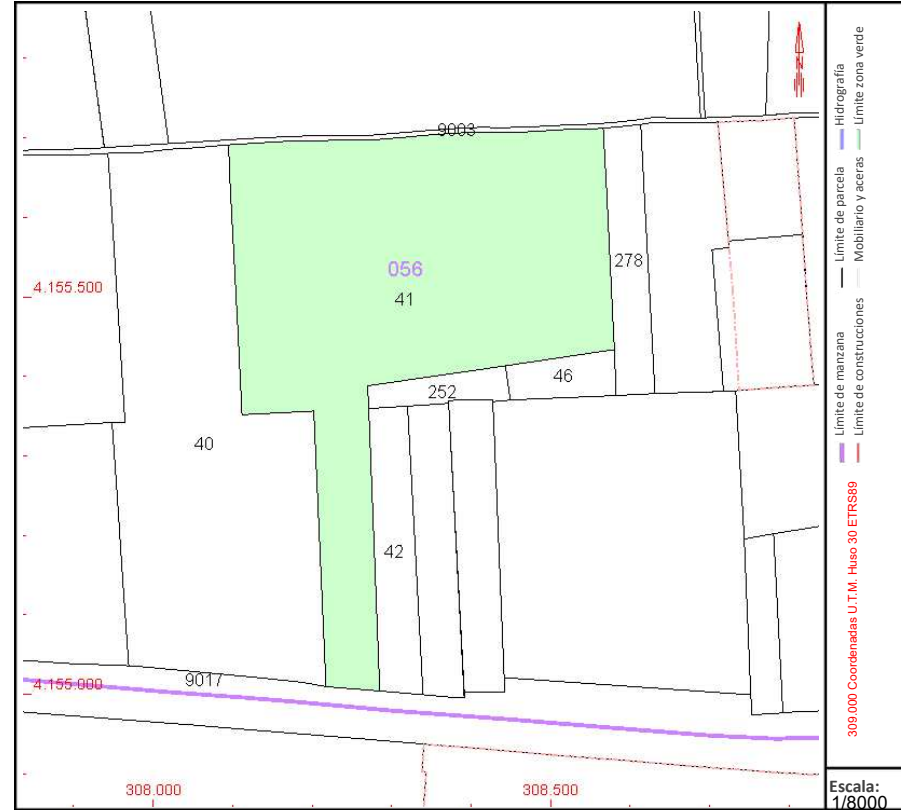 9003
056
278
4.155.500
41
46
252
40
42
9017
4.155.000
308.000
308.500
Límite de manzana
Límite de parcela
Hidrografía
Límite de construcciones
Mobiliario y aceras
Límite zona verde
309.000 Coordenadas U.T.M. Huso 30 ETRS89
Escala:
1/8000